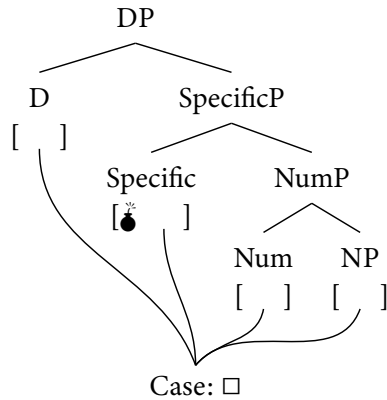 DP
D SpecificP
[ ]
Specific NumP
[💣 ]
Num NP
[ ] [ ]
Case: □